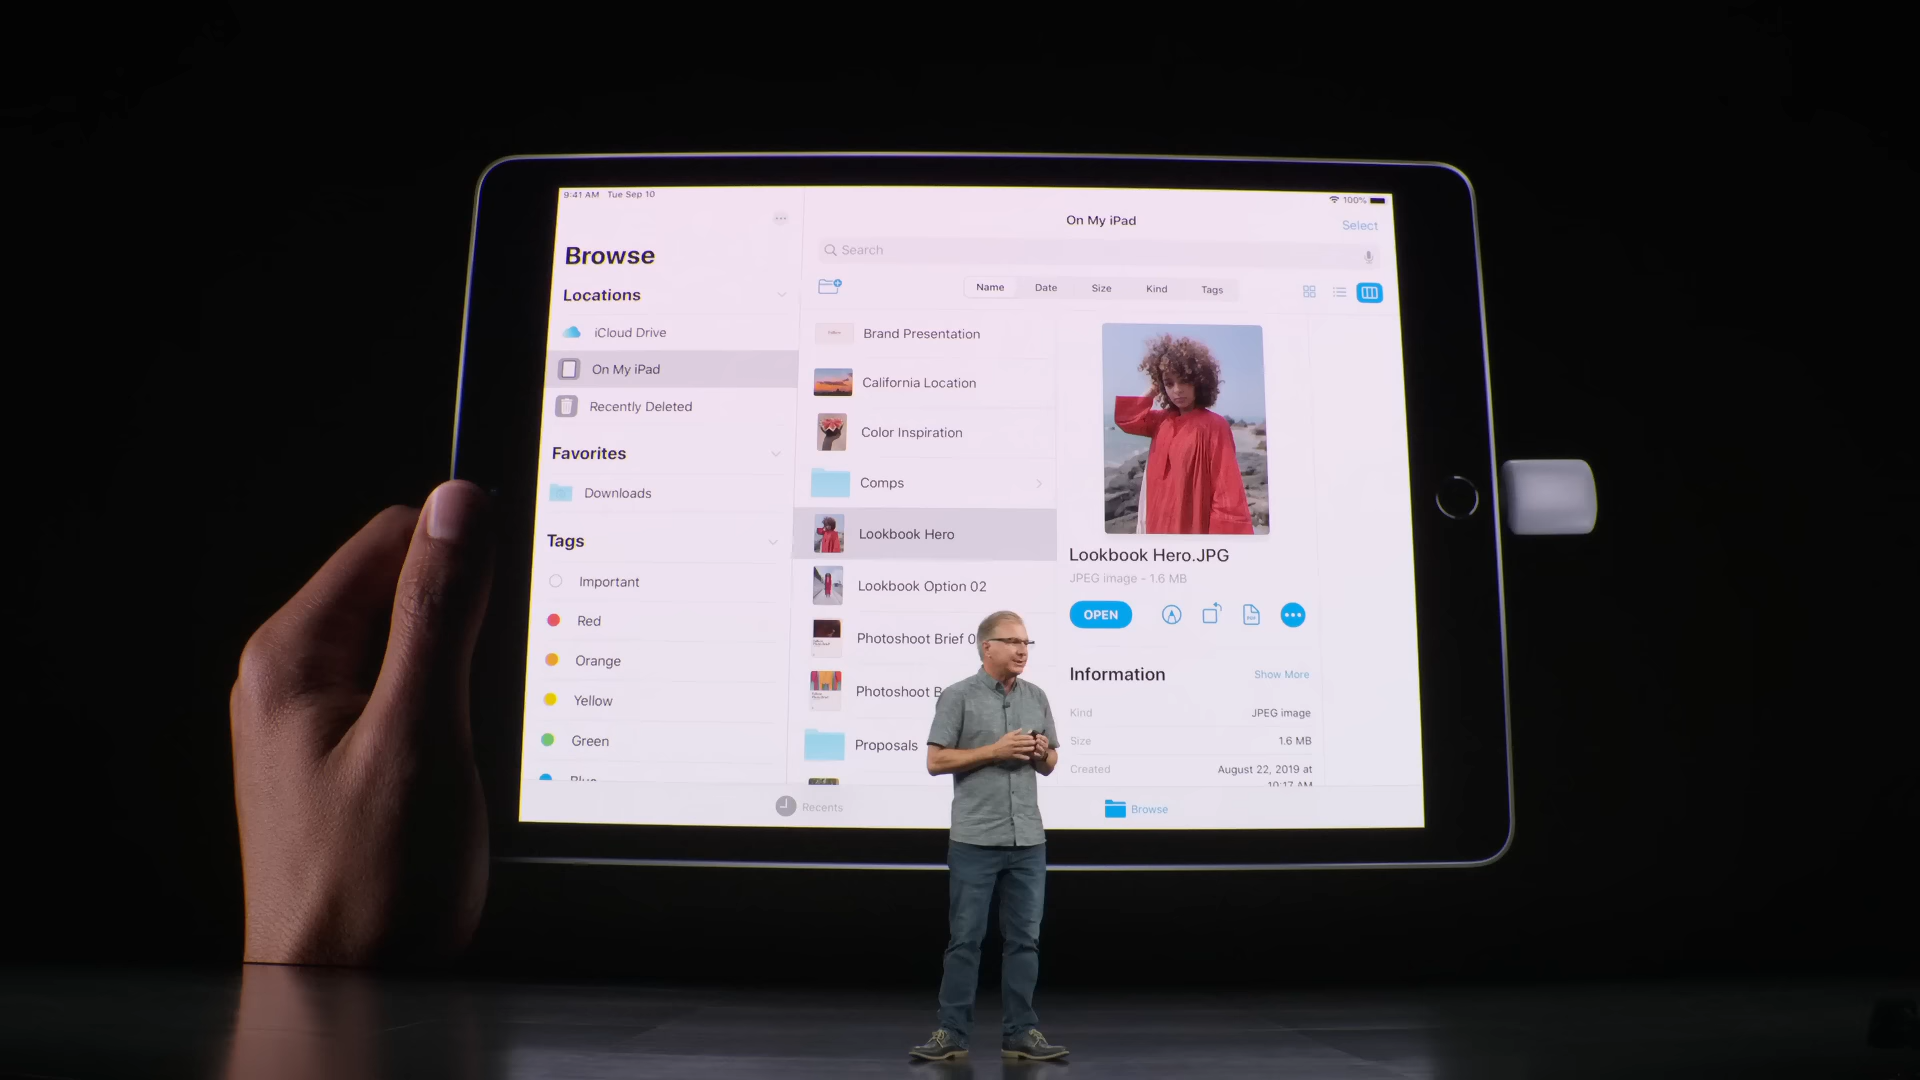 9:41 AM Tue Sep 10
100%
On My iPad
Select
Browse
Search
Locations
Name Date Size Kind Tags
iCloud Drive
On My iPad
Recently Deleted
Favorites
Downloads
Tags
Important
Red
Orange
Yellow
Green
Blue
Brand Presentation
California Location
Color Inspiration
Comps
Lookbook Hero
Lookbook Option 02
Photoshoot Brief 0
Photoshoot B
Proposals
Lookbook Hero.JPG
JPEG image - 1.6 MB
OPEN
Information
Show More
Kind JPEG image
Size 1.6 MB
Created August 22, 2019 at
10:17 AM
Recents
Browse